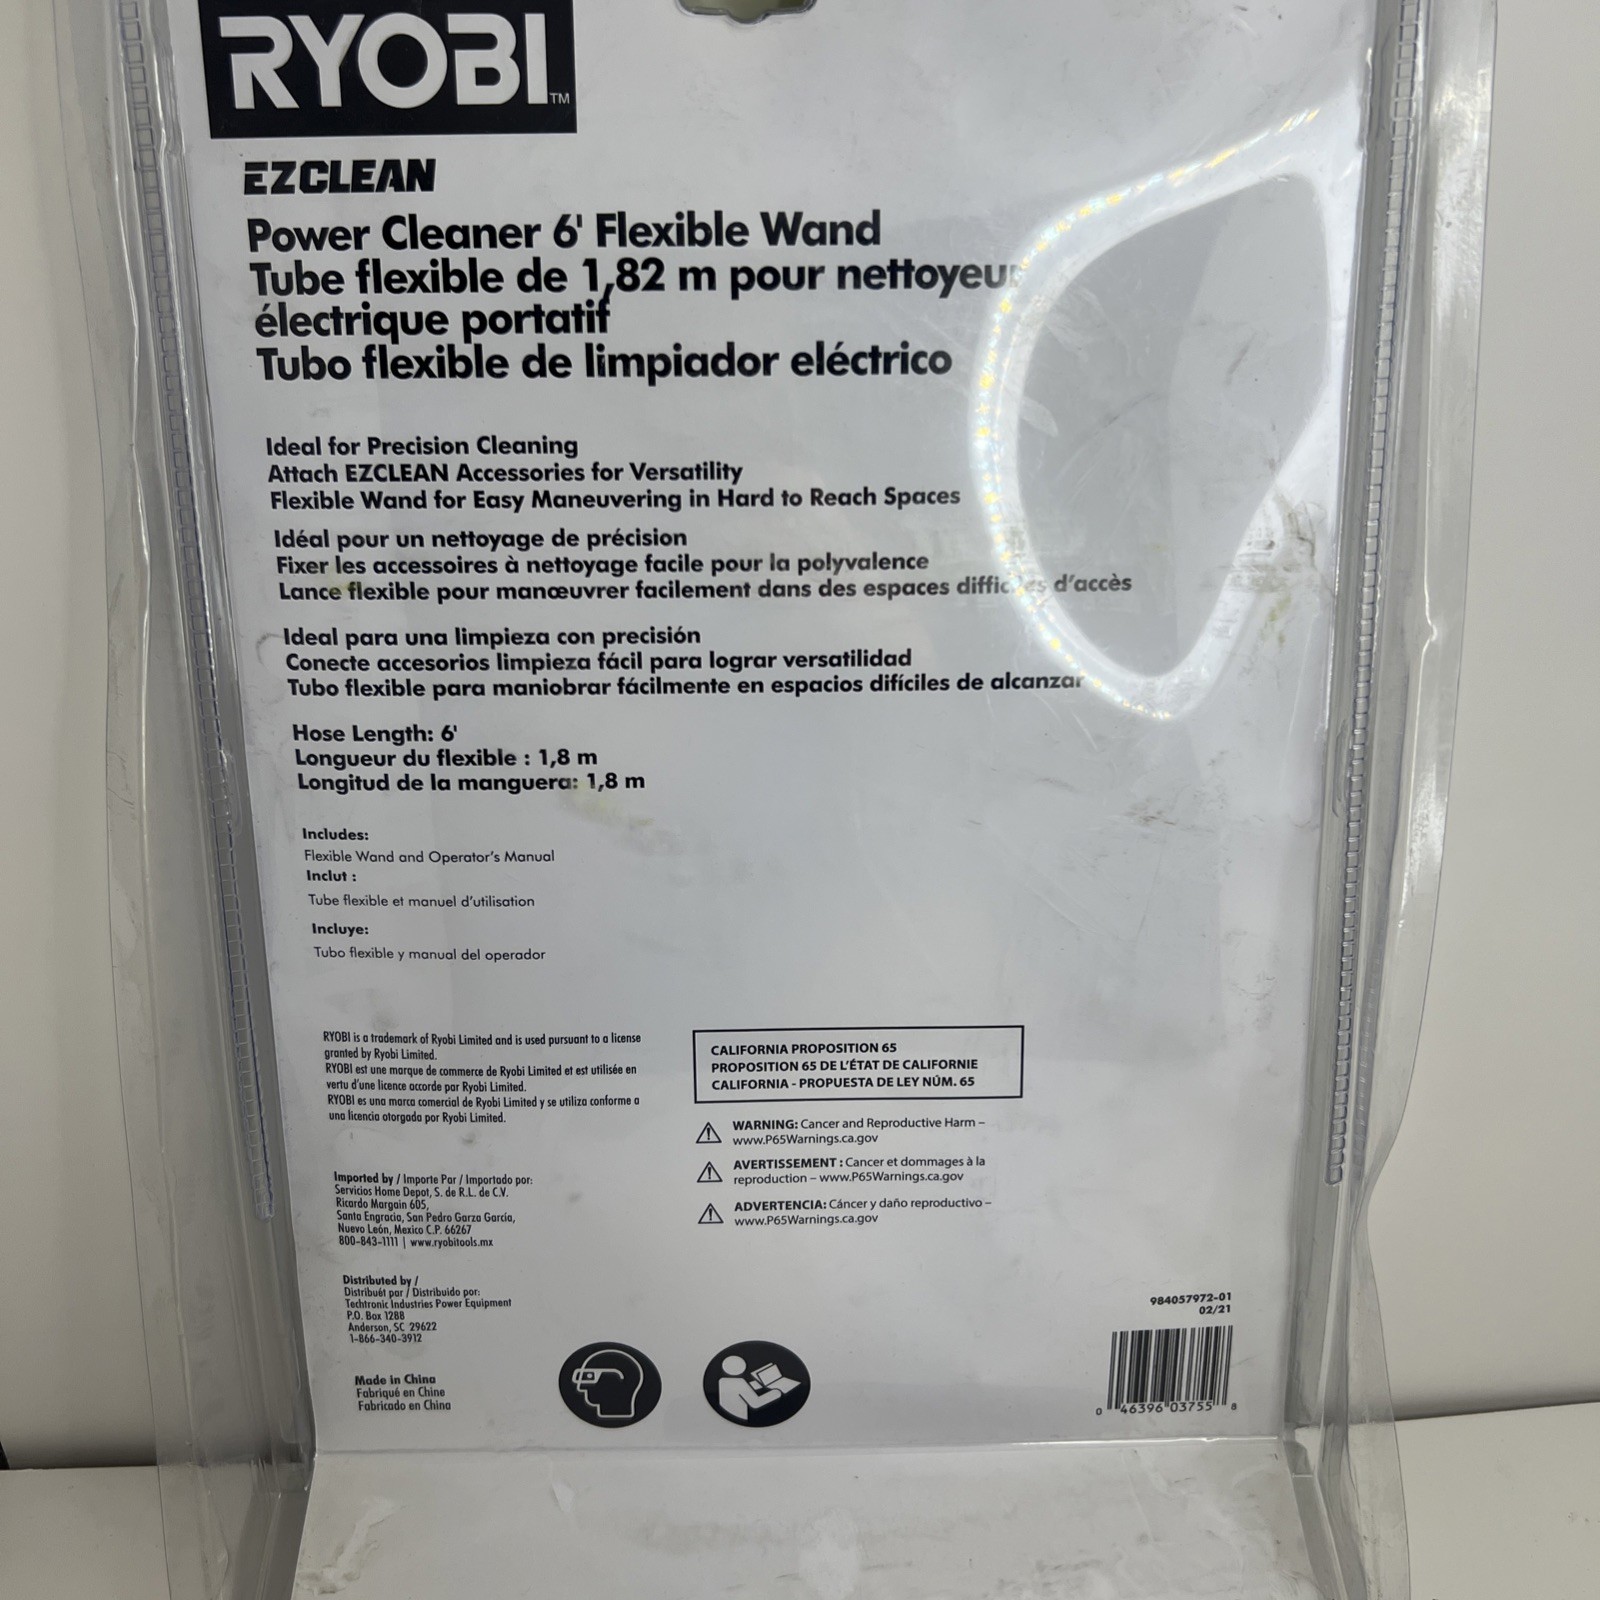 RYOBI™
EZCLEAN
Power Cleaner 6' Flexible Wand
Tube flexible de 1,82 m pour nettoyeur
électrique portatif
Tubo flexible de limpiador eléctrico
Ideal for Precision Cleaning
Attach EZCLEAN Accessories for Versatility
Flexible Wand for Easy Maneuvering in Hard to Reach Spaces
Idéal pour un nettoyage de précision
Fixer les accessoires à nettoyage facile pour la polyvalence
Lance flexible pour manœuvrer facilement dans des espaces difficiles d'accès
Ideal para una limpieza con precisión
Conecte accesorios limpieza fácil para lograr versatilidad
Tubo flexible para maniobrar fácilmente en espacios difíciles de alcanzar
Hose Length: 6'
Longueur du flexible : 1,8 m
Longitud de la manguera: 1,8 m
Includes:
Flexible Wand and Operator's Manual
Inclut :
Tube flexible et manuel d'utilisation
Incluye:
Tubo flexible y manual del operador
RYOBI is a trademark of Ryobi Limited and is used pursuant to a license
granted by Ryobi Limited.
RYOBI est une marque de commerce de Ryobi Limited et est utilisée en
vertu d'une licence accorde par Ryobi Limited.
RYOBI es una marca comercial de Ryobi Limited y se utiliza conforme a
una licencia otorgada por Ryobi Limited.
CALIFORNIA PROPOSITION 65
PROPOSITION 65 DE L'ÉTAT DE CALIFORNIE
CALIFORNIA - PROPUESTA DE LEY NÚM. 65
WARNING: Cancer and Reproductive Harm –
www.P65Warnings.ca.gov
AVERTISSEMENT : Cancer et dommages à la
reproduction – www.P65Warnings.ca.gov
ADVERTENCIA: Cáncer y daño reproductivo –
www.P65Warnings.ca.gov
Imported by / Importe Par / Importado por:
Servicios Home Depot, S. de R.L. de C.V.
Ricardo Margain 605,
Santa Engracia, San Pedro Garza García,
Nuevo León, Mexico C.P. 66267
800-843-1111 | www.ryobitools.mx
Distributed by /
Distribuét par / Distribuido por:
Techtronic Industries Power Equipment
P.O. Box 1288
Anderson, SC 29622
1-866-340-3912
Made in China
Fabriqué en Chine
Fabricado en China
984057972-01
02/21
0 46396 03755 8